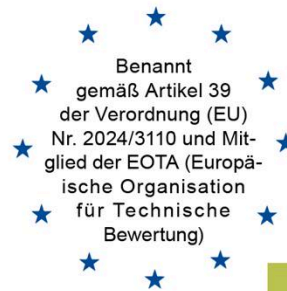 Benannt
gemäß Artikel 39
der Verordnung (EU)
Nr. 2024/3110 und Mit-
glied der EOTA (Europä-
ische Organisation
für Technische
Bewertung)